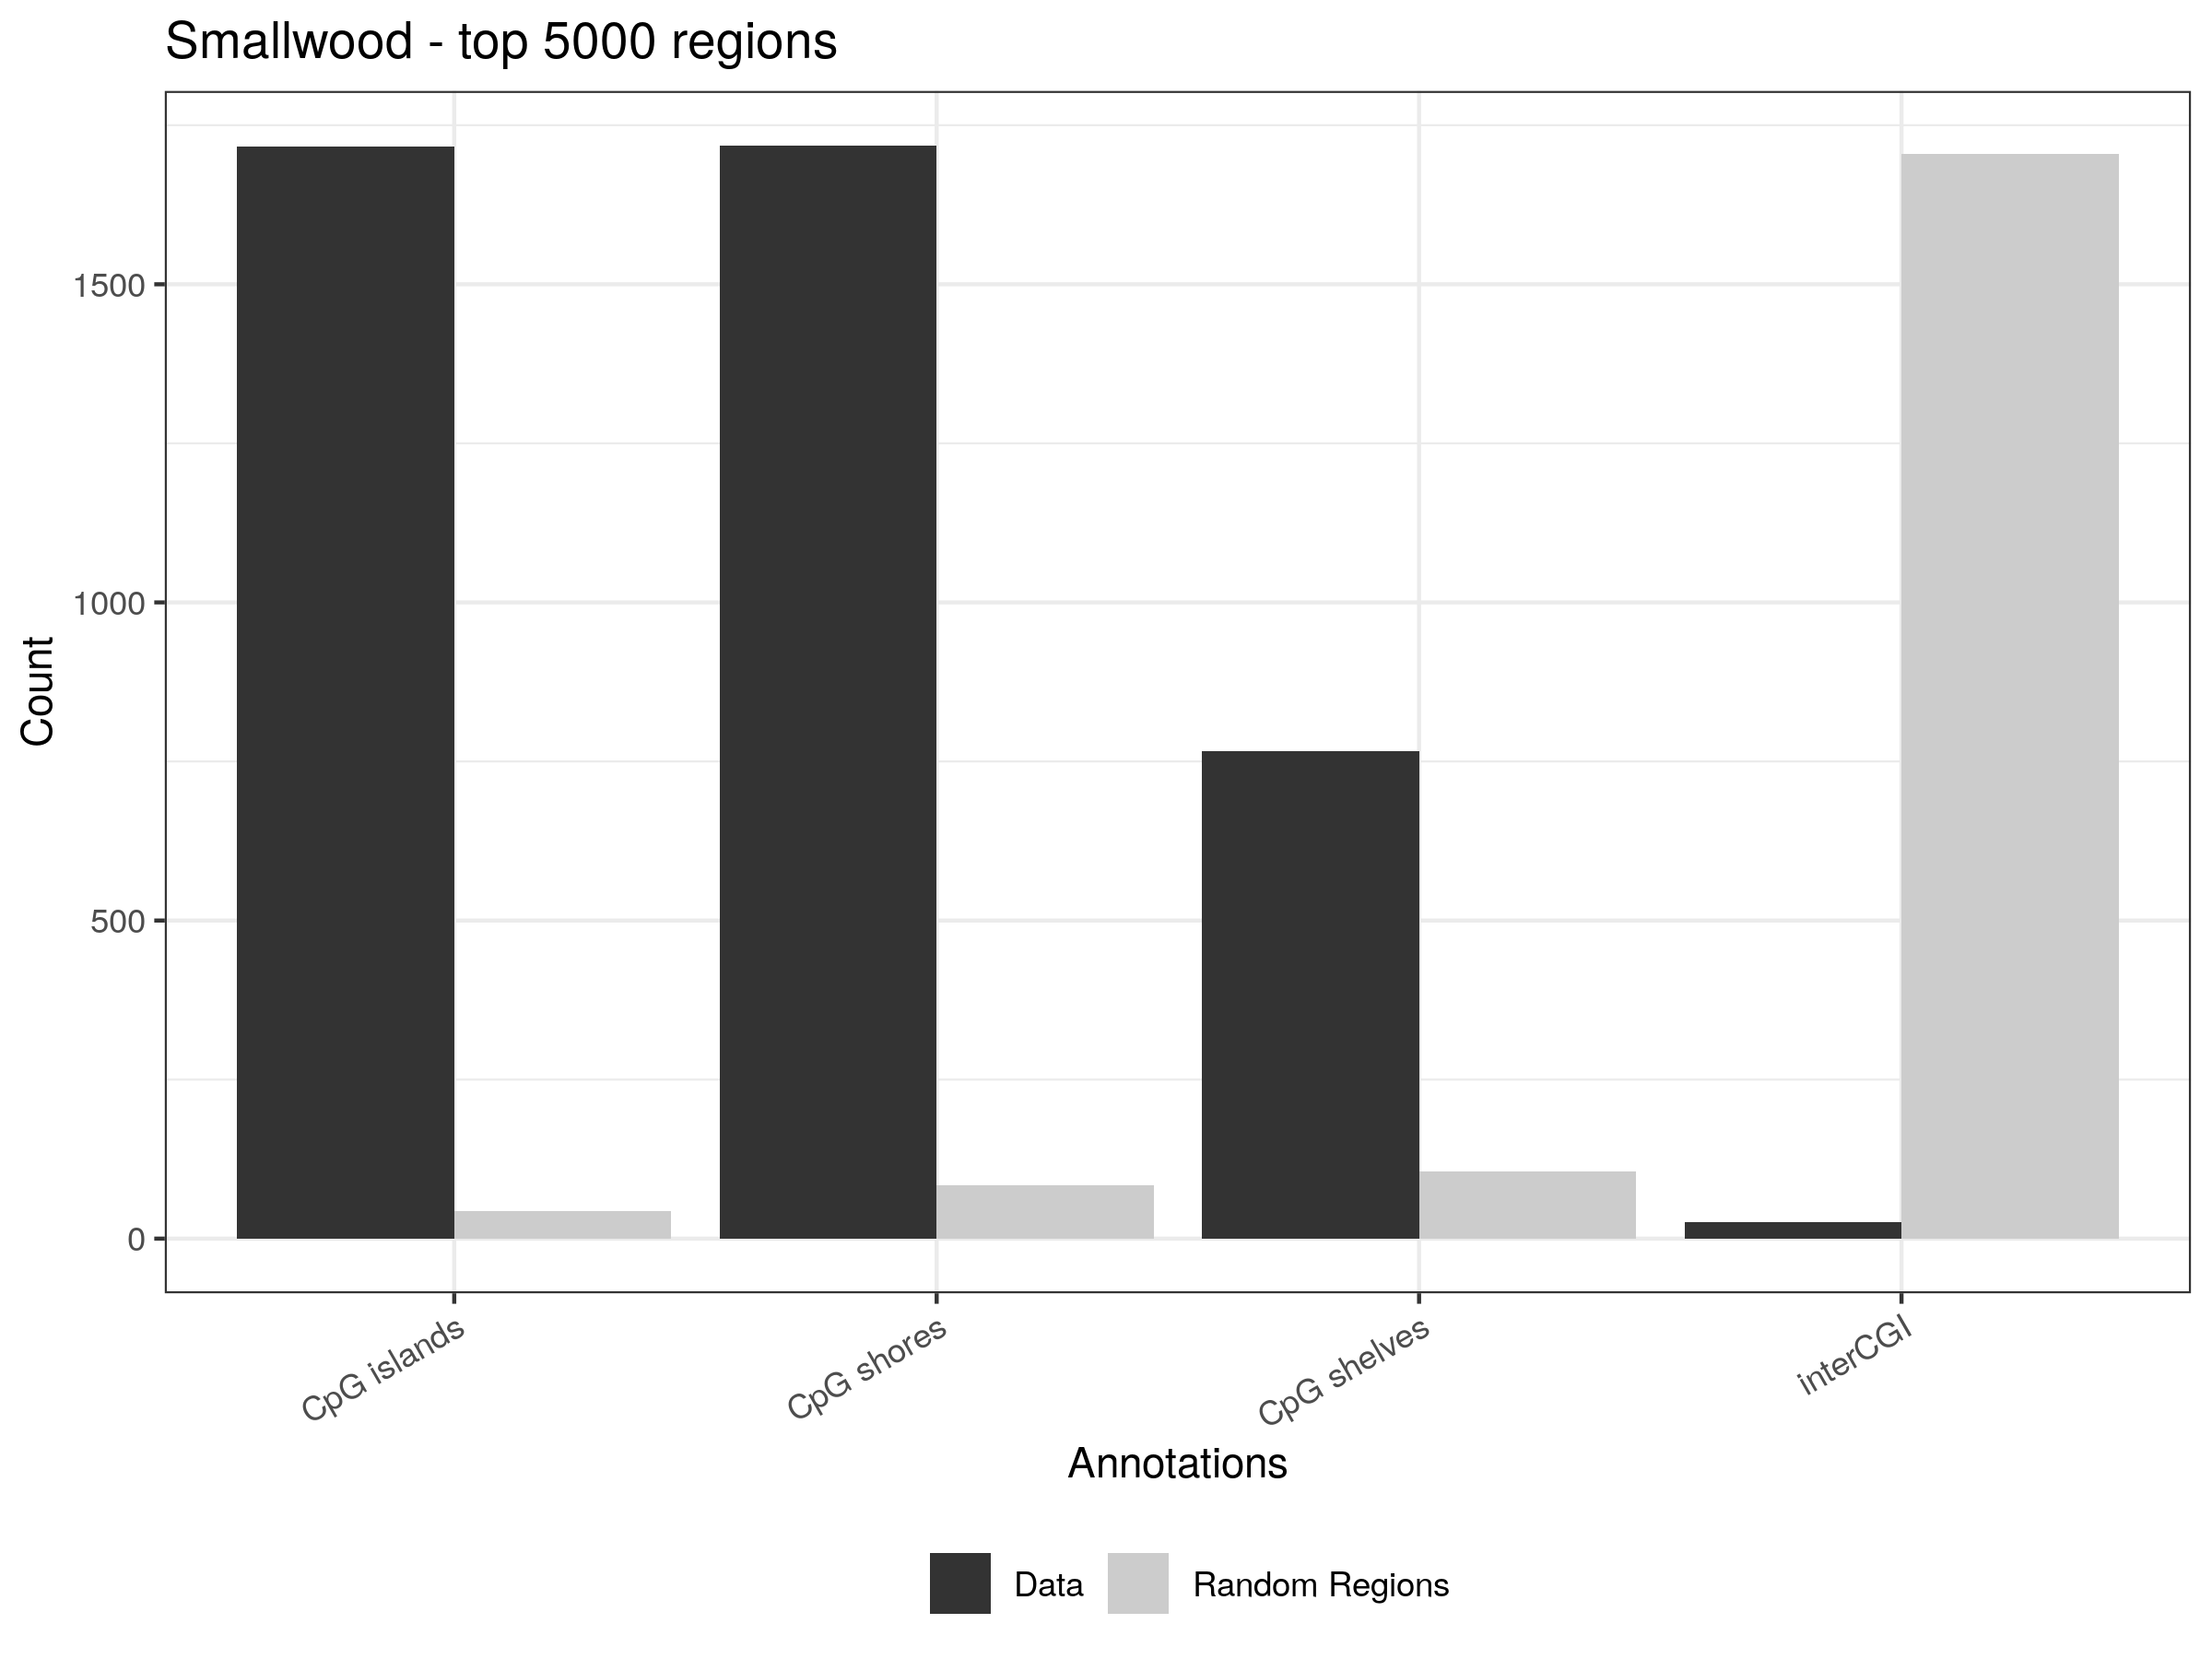 Smallwood - top 5000 regions
Count
1500
1000
500
0
CpG islands
CpG shores
CpG shelves
interCGI
Annotations
Data
Random Regions